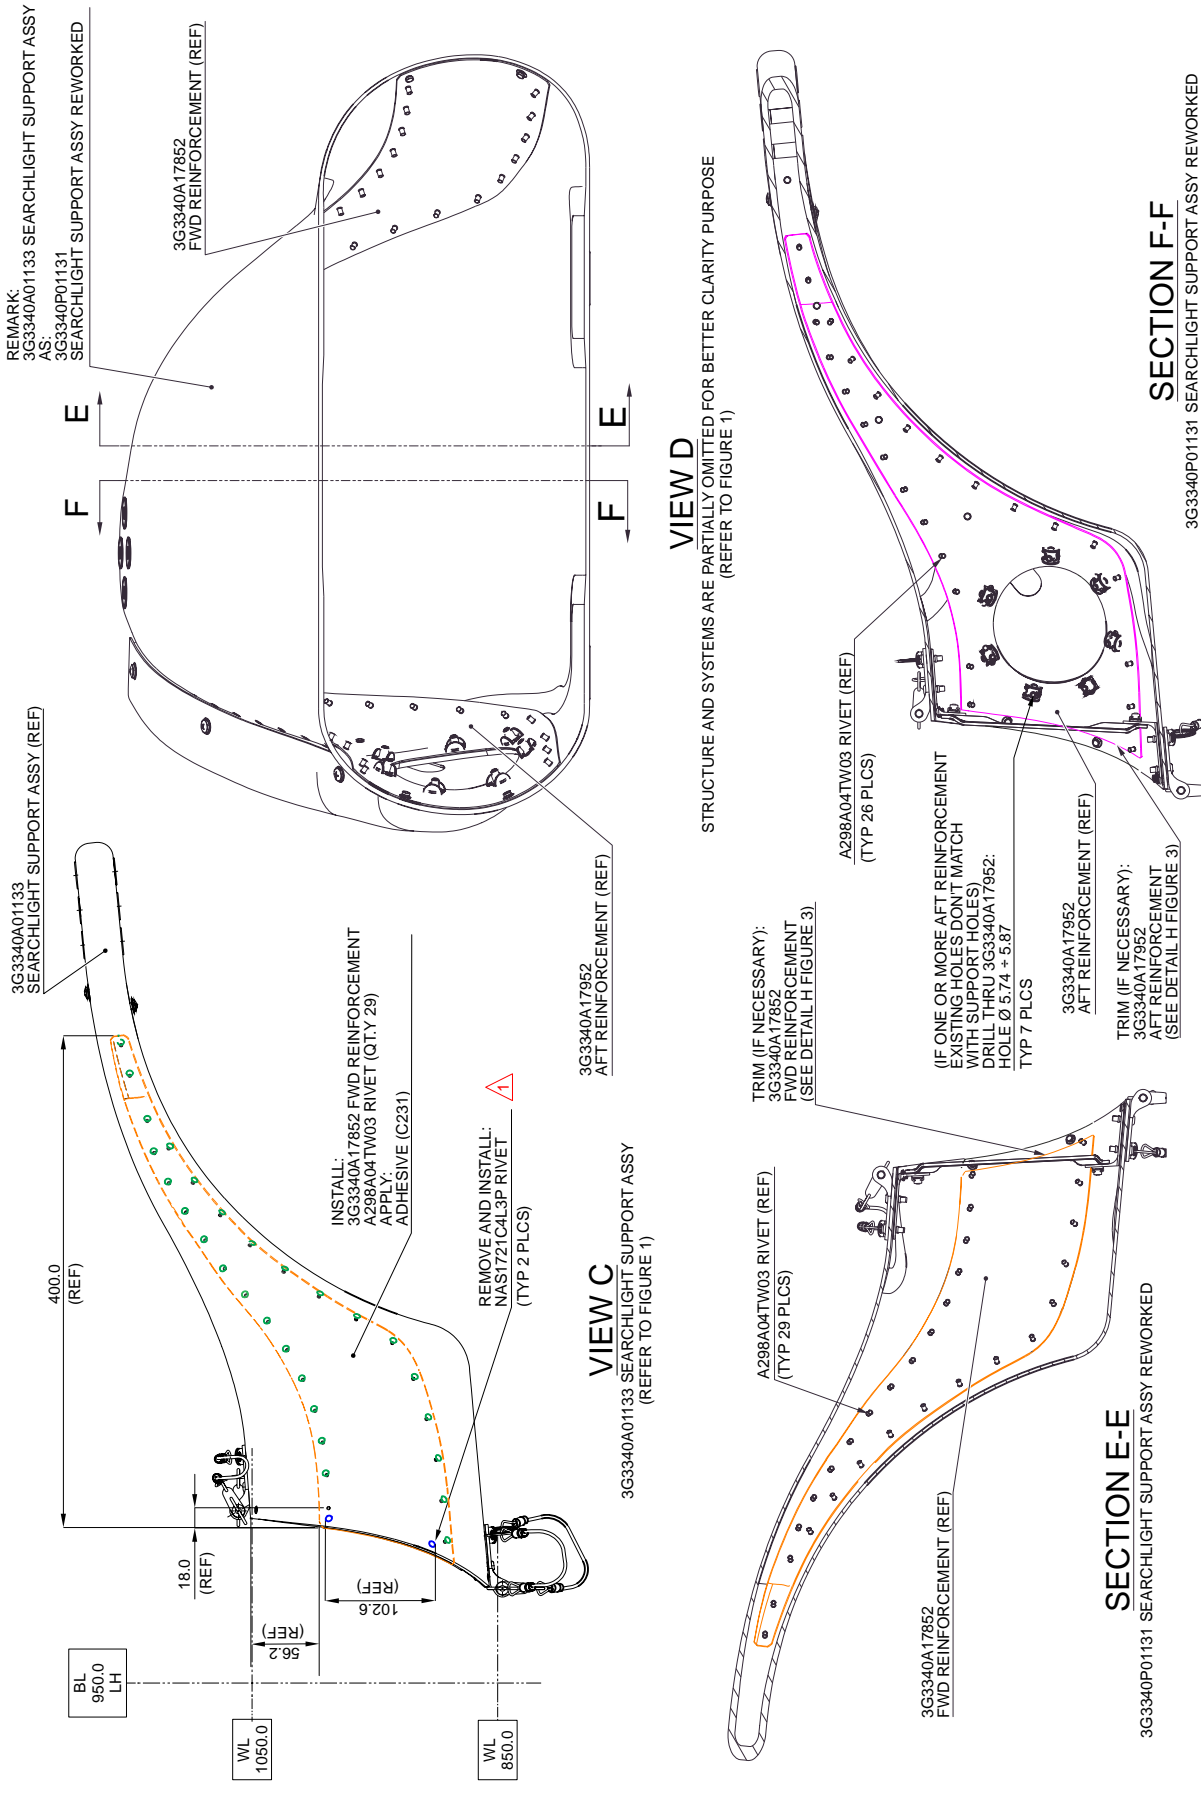 REMARK:
3G3340A01133 SEARCHLIGHT SUPPORT ASSY
AS:
3G3340P01131
SEARCHLIGHT SUPPORT ASSY REWORKED
3G3340A17852
FWD REINFORCEMENT (REF)
E
E
F
F
3G3340A01133
SEARCHLIGHT SUPPORT ASSY (REF)
3G3340A17952
AFT REINFORCEMENT (REF)
VIEW D
STRUCTURE AND SYSTEMS ARE PARTIALLY OMITTED FOR BETTER CLARITY PURPOSE
(REFER TO FIGURE 1)
400.0
(REF)
18.0
(REF)
56.2
(REF)
102.6
(REF)
BL
950.0
LH
WL
1050.0
WL
850.0
INSTALL:
3G3340A17852 FWD REINFORCEMENT
A298A04TW03 RIVET (QT.Y 29)
APPLY:
ADHESIVE (C231)
REMOVE AND INSTALL:
NAS1721C4L3P RIVET
(TYP 2 PLCS)
1
VIEW C
3G3340A01133 SEARCHLIGHT SUPPORT ASSY
(REFER TO FIGURE 1)
A298A04TW03 RIVET (REF)
(TYP 26 PLCS)
(IF ONE OR MORE AFT REINFORCEMENT
EXISTING HOLES DON'T MATCH
WITH SUPPORT HOLES)
DRILL THRU 3G3340A17952:
HOLE Ø 5.74 ÷ 5.87
TYP 7 PLCS
3G3340A17952
AFT REINFORCEMENT (REF)
TRIM (IF NECESSARY):
3G3340A17952
AFT REINFORCEMENT
(SEE DETAIL H FIGURE 3)
SECTION F-F
3G3340P01131 SEARCHLIGHT SUPPORT ASSY REWORKED
TRIM (IF NECESSARY):
3G3340A17852
FWD REINFORCEMENT
(SEE DETAIL H FIGURE 3)
A298A04TW03 RIVET (REF)
(TYP 29 PLCS)
3G3340A17852
FWD REINFORCEMENT (REF)
SECTION E-E
3G3340P01131 SEARCHLIGHT SUPPORT ASSY REWORKED